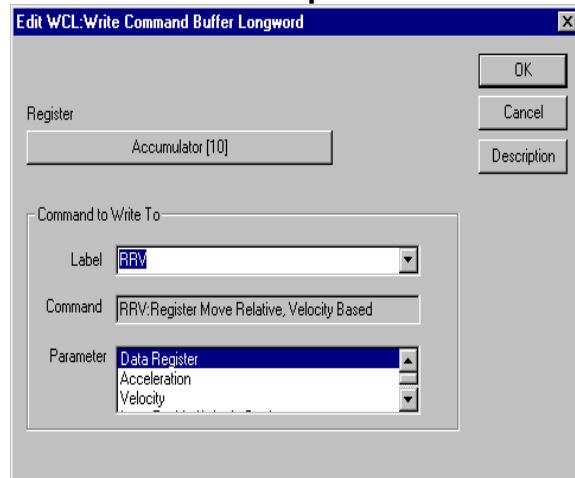 Edit WCL:Write Command Buffer Longword
OK
Register
Cancel
Accumulator [10]
Description
Command to Write To
Label RRV
Command RRV:Register Move Relative, Velocity Based
Parameter Data Register
Acceleration
Velocity